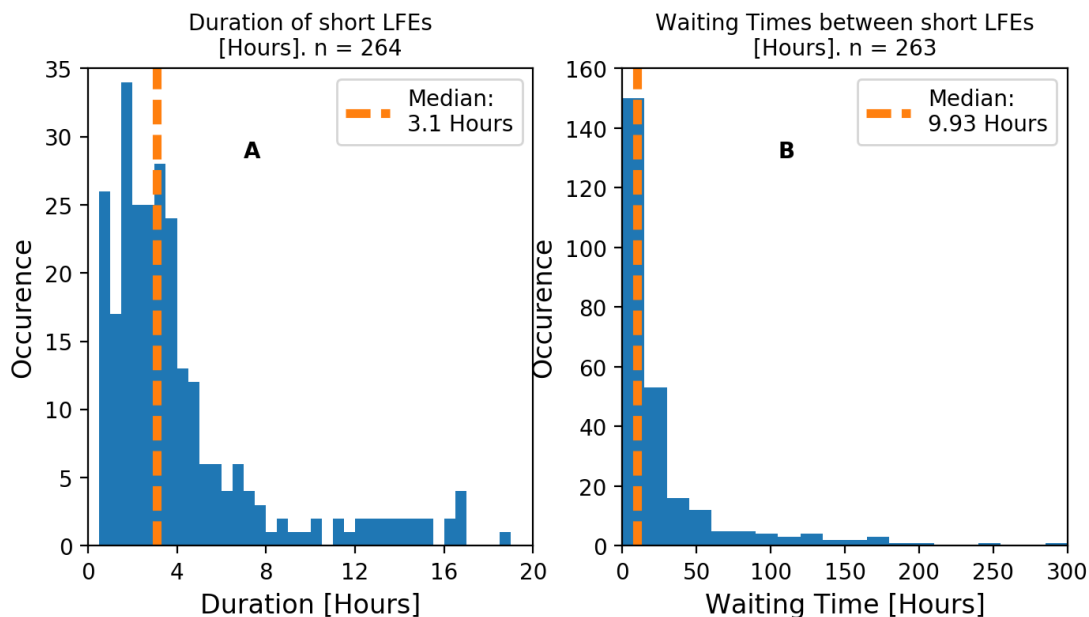 Duration of short LFEs
[Hours]. n = 264
35
30
25
20
15
10
5
0
Occurence
Median:
3.1 Hours
A
0 4 8 12 16 20
Duration [Hours]
Waiting Times between short LFEs
[Hours]. n = 263
160
140
120
100
80
60
40
20
0
Occurence
Median:
9.93 Hours
B
0 50 100 150 200 250 300
Waiting Time [Hours]